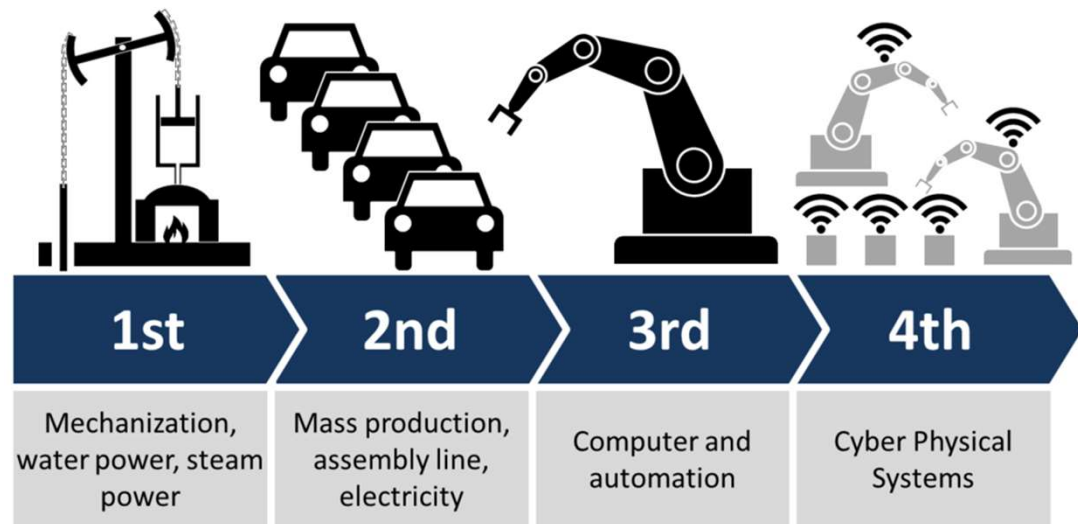 1st
2nd
3rd
4th
Mechanization,
water power, steam
power
Mass production,
assembly line,
electricity
Computer and
automation
Cyber Physical
Systems